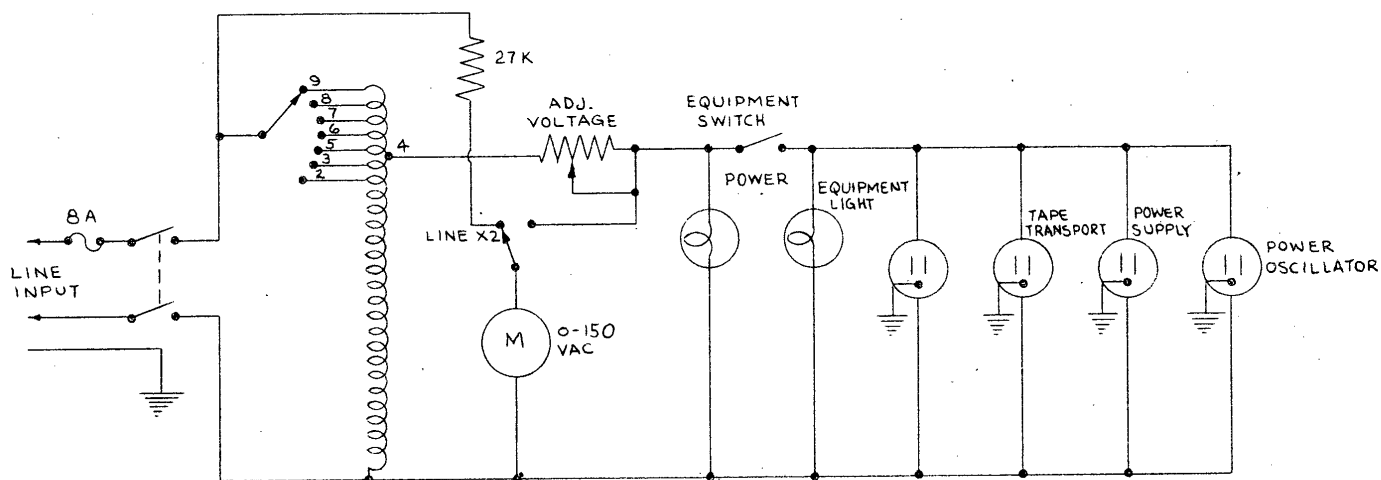 27K
9
8
7
6
5
3
2
4
ADJ.
VOLTAGE
EQUIPMENT
SWITCH
POWER
EQUIPMENT
LIGHT
8A
LINE
INPUT
LINE X2
M
0-150
VAC
TAPE
TRANSPORT
POWER
SUPPLY
POWER
OSCILLATOR